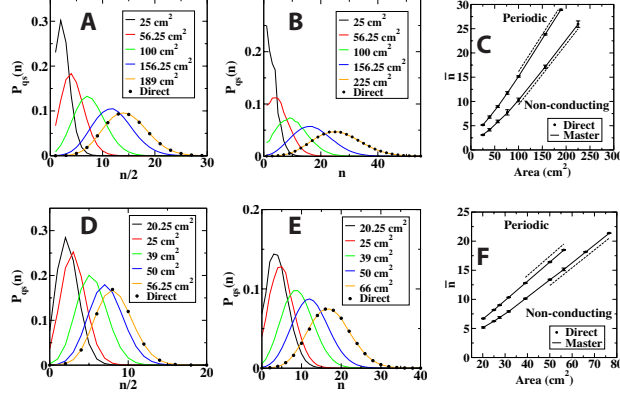 A
25 cm²
56.25 cm²
100 cm²
156.25 cm²
189 cm²
Direct
P_qs(n)
0.3
0.2
0.1
0
0 10 20 30
n/2
B
25 cm²
56.25 cm²
100 cm²
156.25 cm²
225 cm²
Direct
P_qs(n)
0.2
0.1
0
0 20 40
n
C
Periodic
Non-conducting
Direct
Master
n̄
30
25
20
15
10
5
0
0 50 100 150 200 250 300
Area (cm²)
D
20.25 cm²
25 cm²
39 cm²
50 cm²
56.25 cm²
Direct
P_qs(n)
0.3
0.2
0.1
0
0 10 20
n/2
E
20.25 cm²
25 cm²
39 cm²
50 cm²
66 cm²
Direct
P_qs(n)
0.2
0.1
0
0 10 20 30 40
n
F
Periodic
Non-conducting
Direct
Master
n̄
25
20
15
10
5
0
20 30 40 50 60 70 80
Area (cm²)